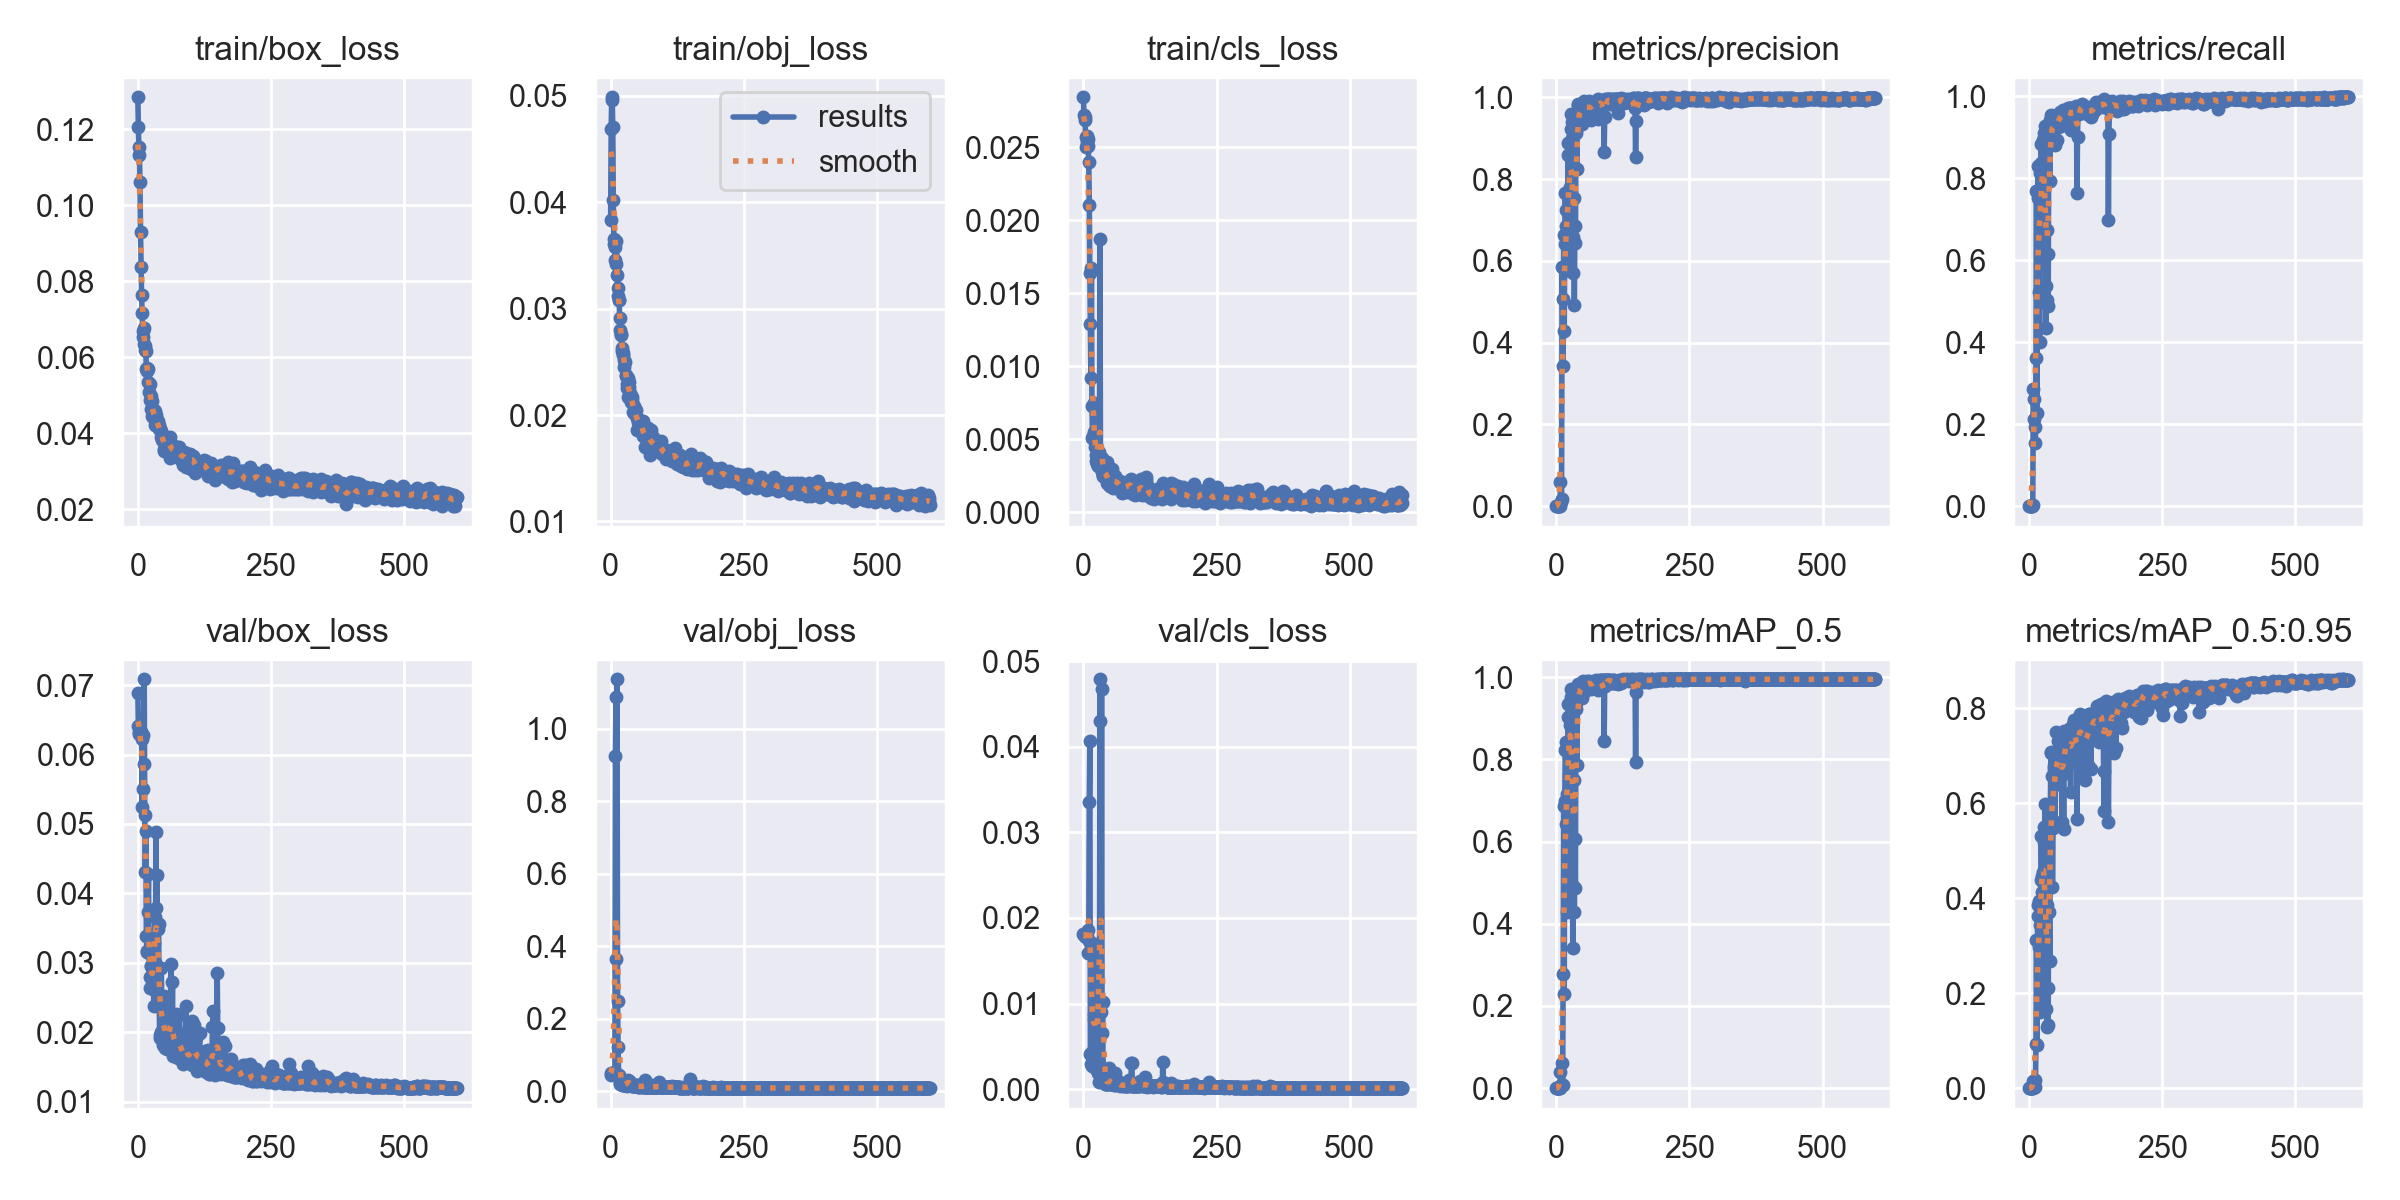 train/box_loss
0.12
0.10
0.08
0.06
0.04
0.02
0 250 500
train/obj_loss
results
smooth
0.05
0.04
0.03
0.02
0.01
0 250 500
train/cls_loss
0.025
0.020
0.015
0.010
0.005
0.000
0 250 500
metrics/precision
1.0
0.8
0.6
0.4
0.2
0.0
0 250 500
metrics/recall
1.0
0.8
0.6
0.4
0.2
0.0
0 250 500
val/box_loss
0.07
0.06
0.05
0.04
0.03
0.02
0.01
0 250 500
val/obj_loss
1.0
0.8
0.6
0.4
0.2
0.0
0 250 500
val/cls_loss
0.05
0.04
0.03
0.02
0.01
0.00
0 250 500
metrics/mAP_0.5
1.0
0.8
0.6
0.4
0.2
0.0
0 250 500
metrics/mAP_0.5:0.95
0.8
0.6
0.4
0.2
0.0
0 250 500